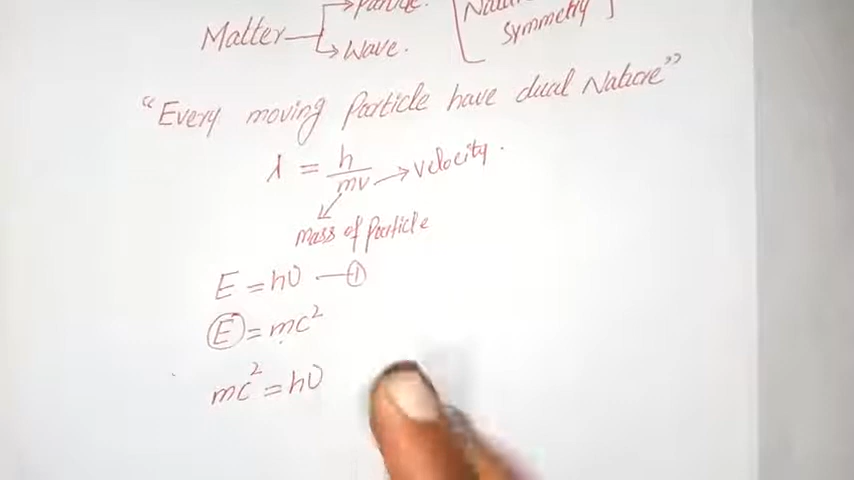 Particle.
Matter
Wave.
Symmetry ]
"Every moving Particle have dual Nature"
λ = h/mv → velocity.
mass of Particle
E = hυ — ①
E = mc²
mc² = hυ